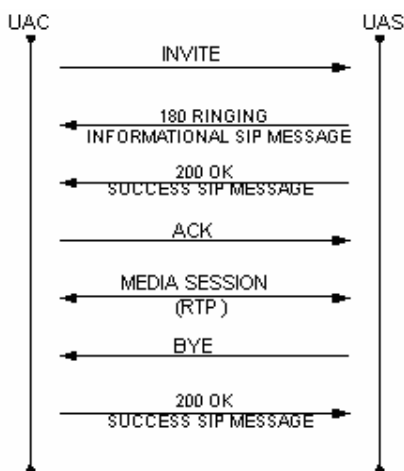 UAC
UAS
INVITE
180 RINGING
INFORMATIONAL SIP MESSAGE
200 OK
SUCCESS SIP MESSAGE
ACK
MEDIA SESSION
(RTP )
BYE
200 OK
SUCCESS SIP MESSAGE